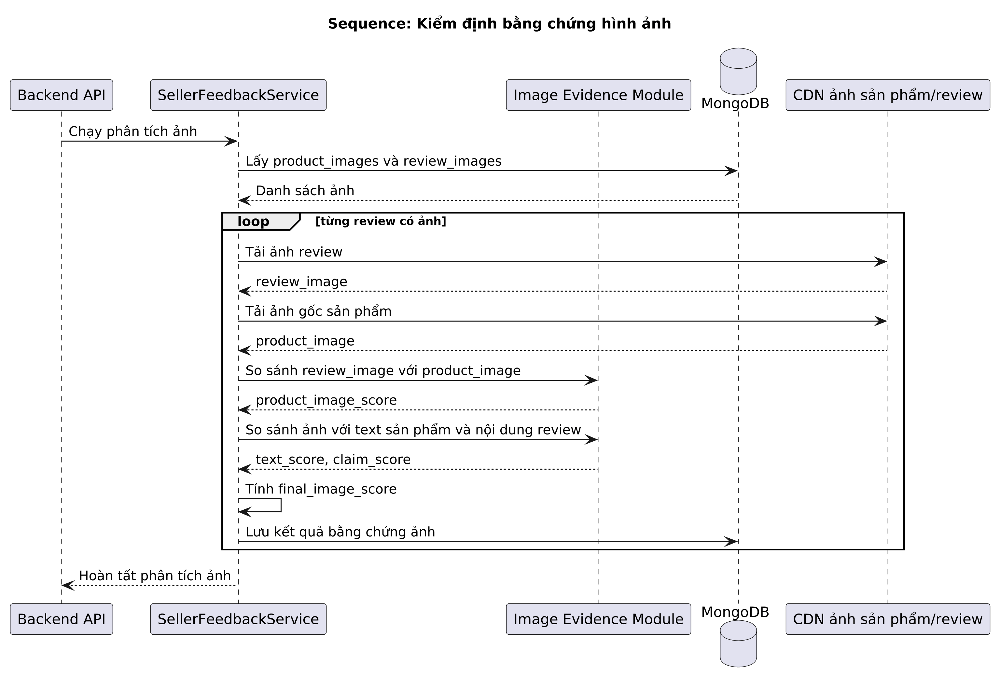 Sequence: Kiểm định bằng chứng hình ảnh
Backend API
SellerFeedbackService
Image Evidence Module
MongoDB
CDN ảnh sản phẩm/review
Chạy phân tích ảnh
Lấy product_images và review_images
Danh sách ảnh
loop
[từng review có ảnh]
Tải ảnh review
review_image
Tải ảnh gốc sản phẩm
product_image
So sánh review_image với product_image
product_image_score
So sánh ảnh với text sản phẩm và nội dung review
text_score, claim_score
Tính final_image_score
Lưu kết quả bằng chứng ảnh
Hoàn tất phân tích ảnh
Backend API
SellerFeedbackService
Image Evidence Module
MongoDB
CDN ảnh sản phẩm/review